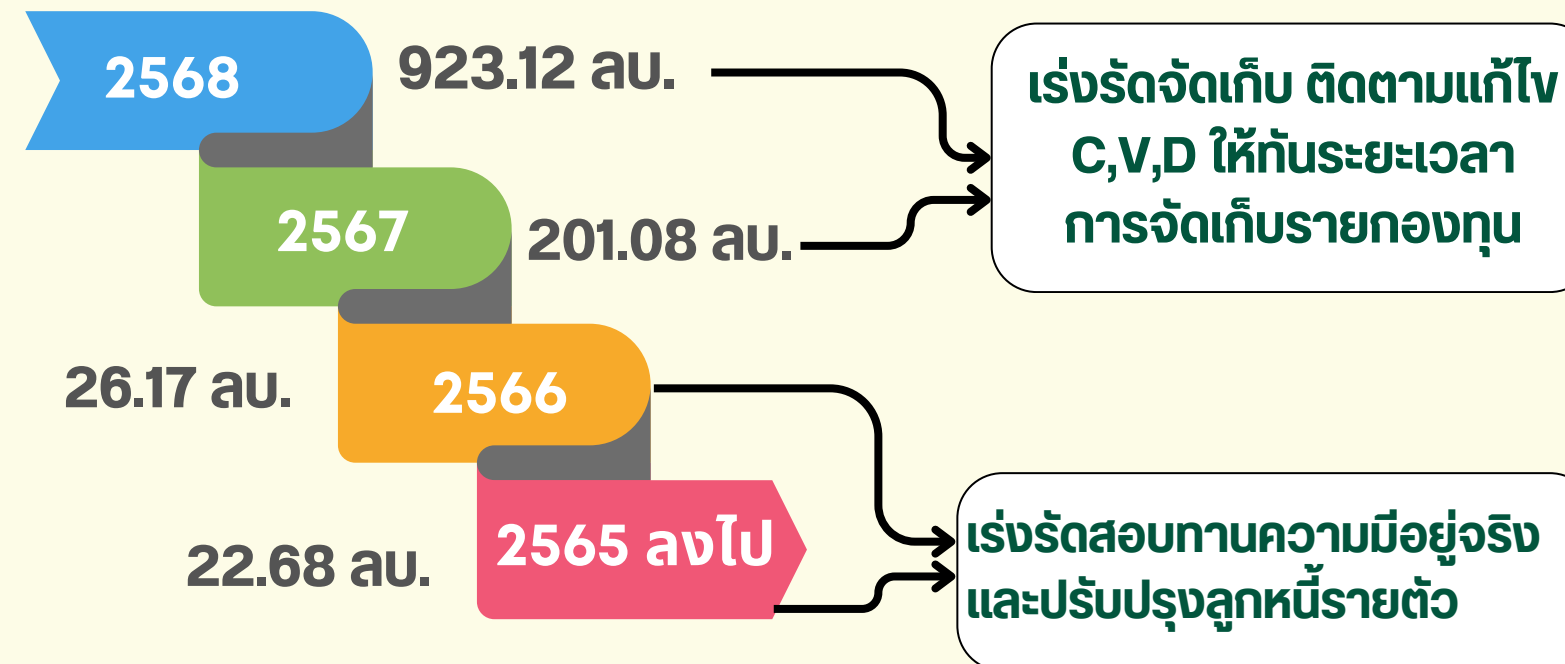 2568
923.12 ลบ.
เร่งรัดจัดเก็บ ติดตามแก้ไข
C,V,D ให้ทันระยะเวลา
การจัดเก็บรายกองทุน
2567
201.08 ลบ.
26.17 ลบ.
2566
22.68 ลบ.
2565 ลงไป
เร่งรัดสอบทานความมีอยู่จริง
และปรับปรุงลูกหนี้รายตัว